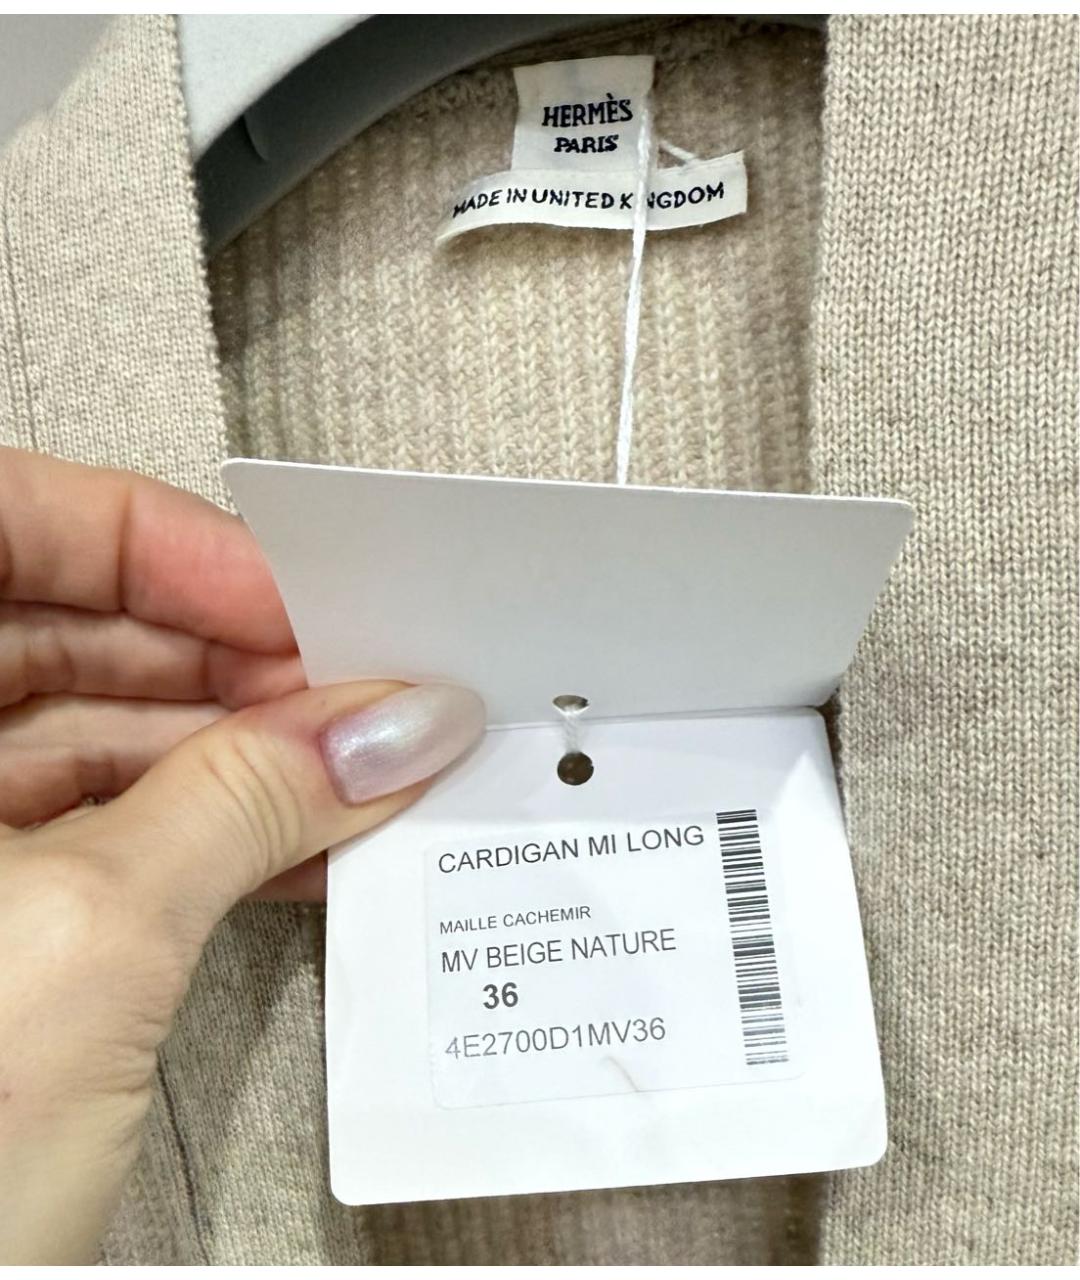 HERMÈS
PARIS
MADE IN UNITED KINGDOM
CARDIGAN MI LONG
MAILLE CACHEMIR
MV BEIGE NATURE
36
4E2700D1MV36